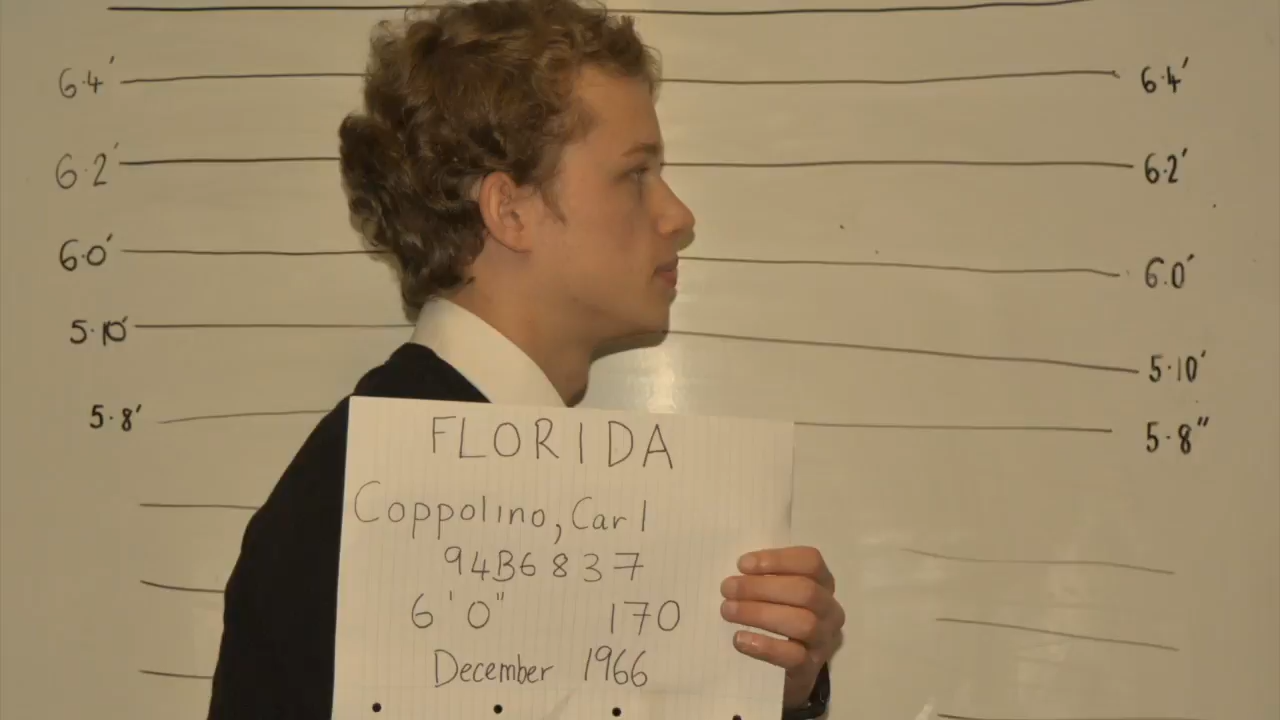 6.4' 6.4'
6.2' 6.2'
6.0' 6.0'
5.10' 5.10'
5.8' 5.8"
FLORIDA
Coppolino, Carl
94B6837
6'0" 170
December 1966